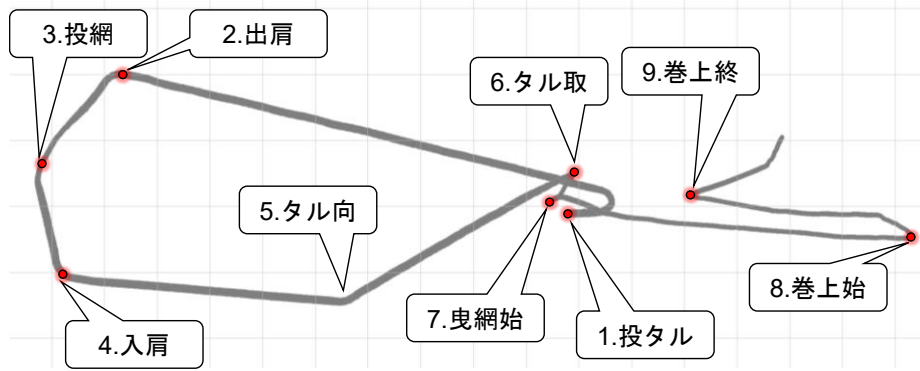 3.投網
2.出肩
6.タル取
9.巻上終
5.タル向
8.巻上始
7.曳網始
1.投タル
4.入肩